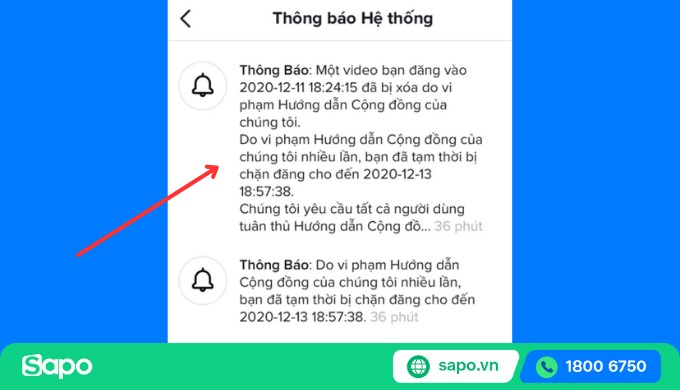 Thông báo Hệ thống
Thông Báo: Một video bạn đăng vào
2020-12-11 18:24:15 đã bị xóa do vi
phạm Hướng dẫn Cộng đồng của
chúng tôi.
Do vi phạm Hướng dẫn Cộng đồng của
chúng tôi nhiều lần, bạn đã tạm thời bị
chặn đăng cho đến 2020-12-13
18:57:38.
Chúng tôi yêu cầu tất cả người dùng
tuân thủ Hướng dẫn Cộng đồ... 36 phút
Thông Báo: Do vi phạm Hướng dẫn
Cộng đồng của chúng tôi nhiều lần,
bạn đã tạm thời bị chặn đăng cho đến
2020-12-13 18:57:38. 36 phút
Sapo
sapo.vn
1800 6750